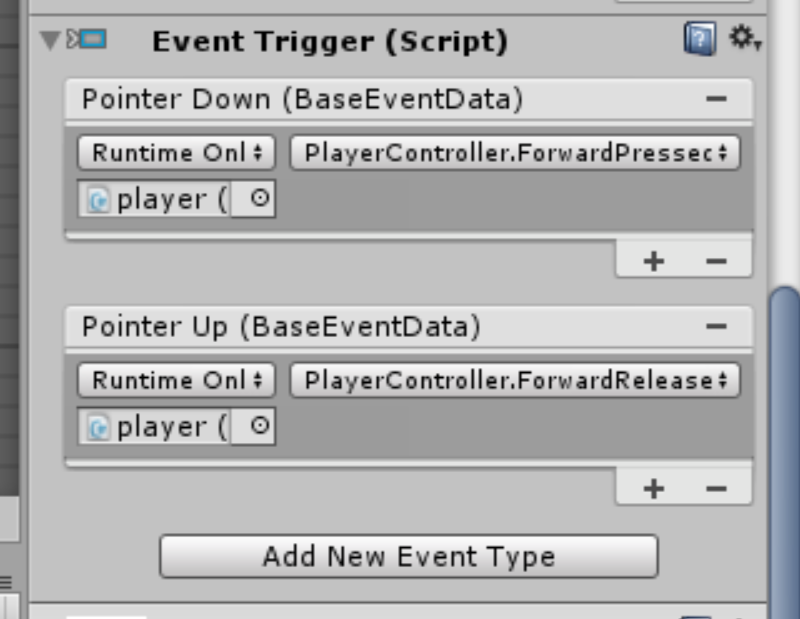 Event Trigger (Script)
Pointer Down (BaseEventData)
Runtime Onl PlayerController.ForwardPressec
player (
Pointer Up (BaseEventData)
Runtime Onl PlayerController.ForwardRelease
player (
Add New Event Type